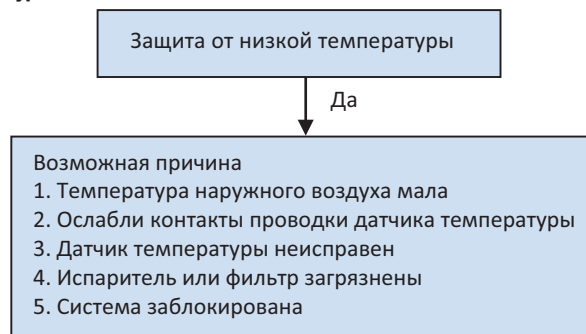 Защита от низкой температуры
Да
Возможная причина
1. Температура наружного воздуха мала
2. Ослабли контакты проводки датчика температуры
3. Датчик температуры неисправен
4. Испаритель или фильтр загрязнены
5. Система заблокирована